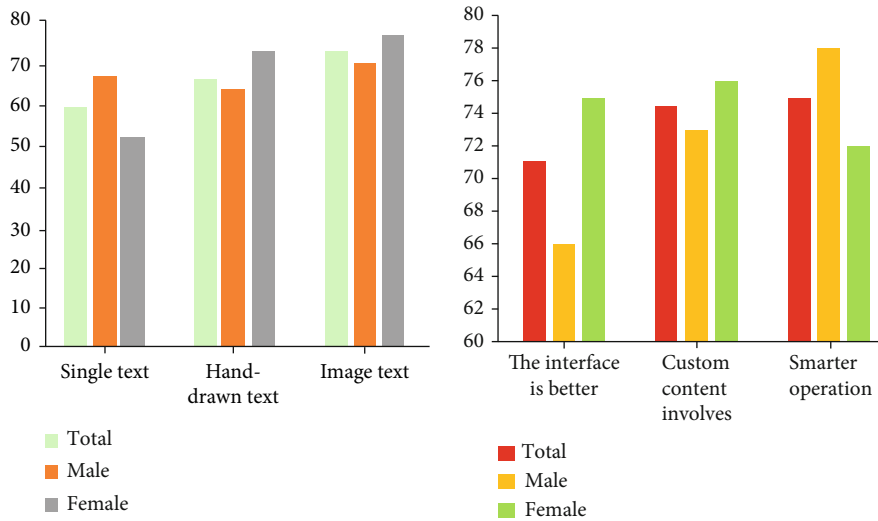 80
70
60
50
40
30
20
10
0
Single text
Hand-
drawn text
Image text
Total
Male
Female
80
78
76
74
72
70
68
66
64
62
60
The interface
is better
Custom
content
involves
Smarter
operation
Total
Male
Female